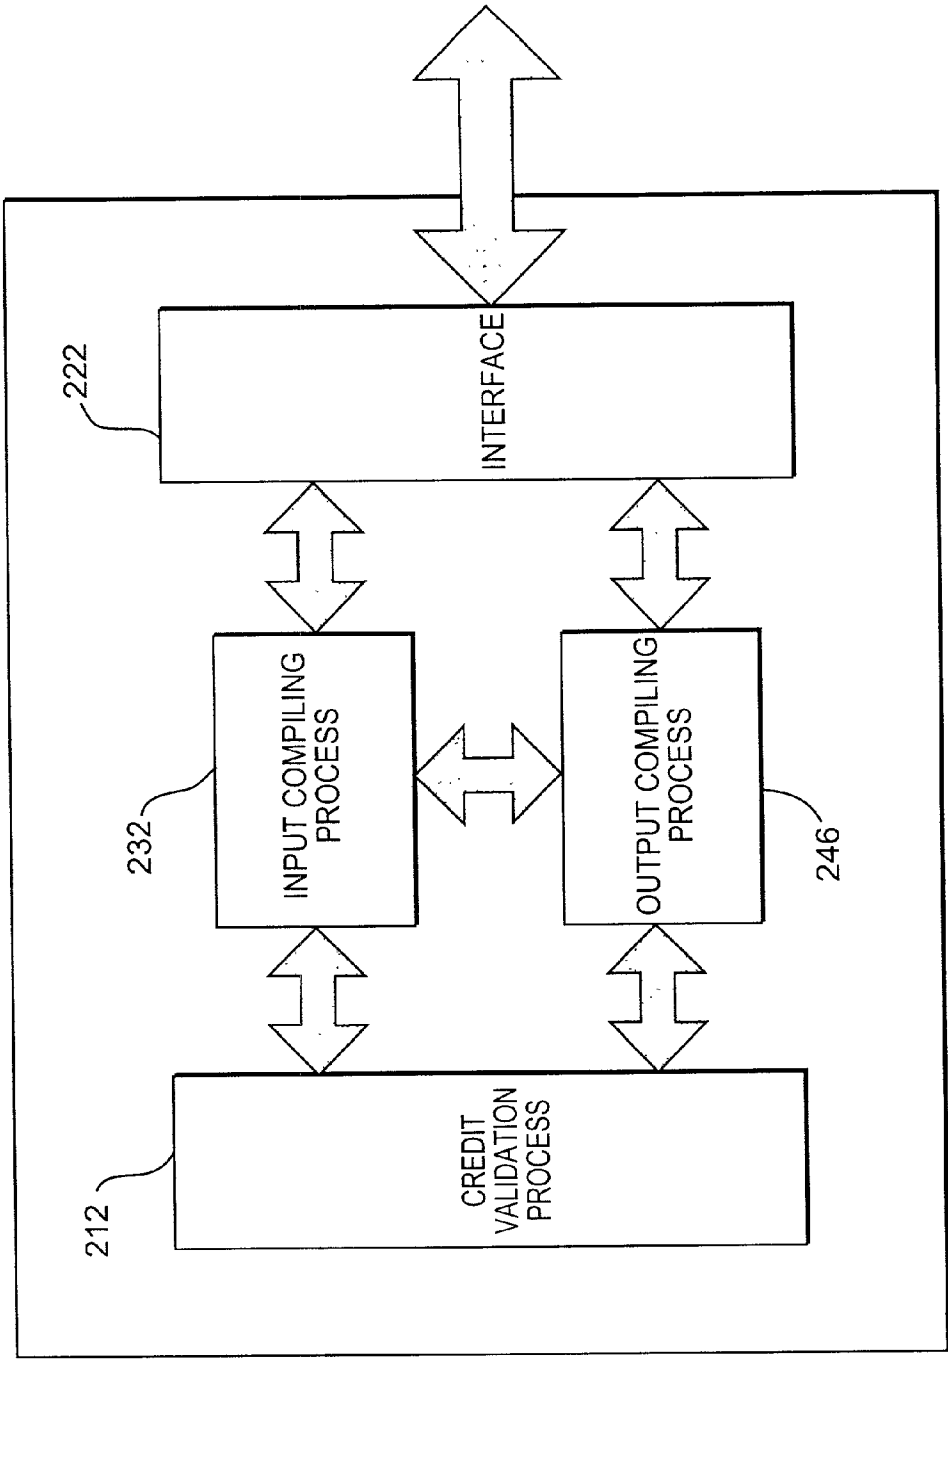 212
CREDIT
VALIDATION
PROCESS
232
INPUT COMPILING
PROCESS
OUTPUT COMPILING
PROCESS
246
222
INTERFACE